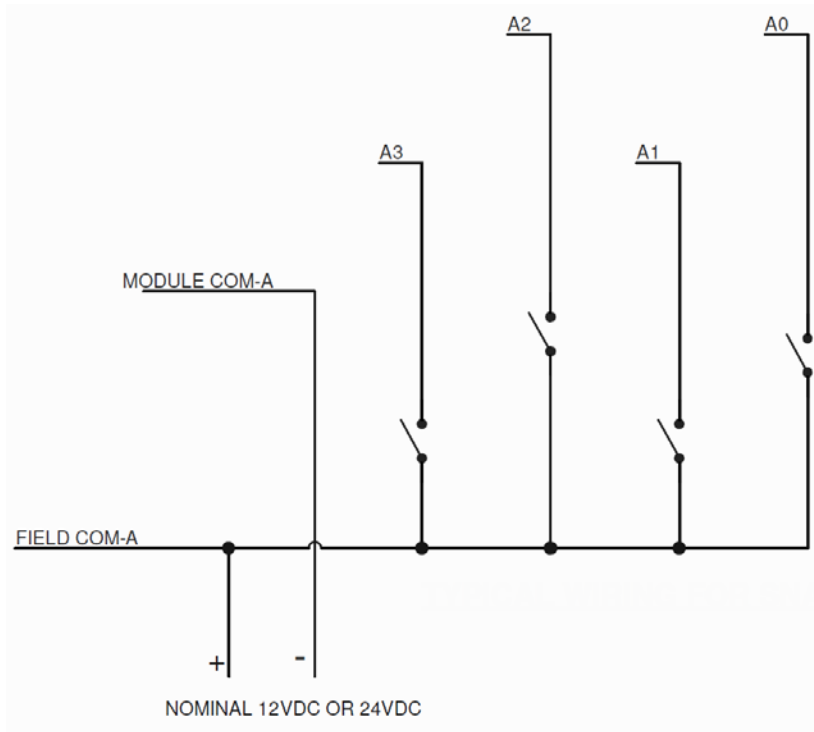 A2
A0
A3
A1
MODULE COM-A
FIELD COM-A
+
-
NOMINAL 12VDC OR 24VDC